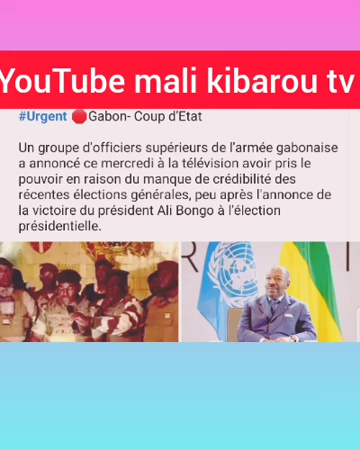 YouTube mali kibarou tv
#Urgent 🔴Gabon- Coup d'Etat
Un groupe d'officiers supérieurs de l'armée gabonaise
a annoncé ce mercredi à la télévision avoir pris le
pouvoir en raison du manque de crédibilité des
récentes élections générales, peu après l'annonce de
la victoire du président Ali Bongo à l'élection
présidentielle.